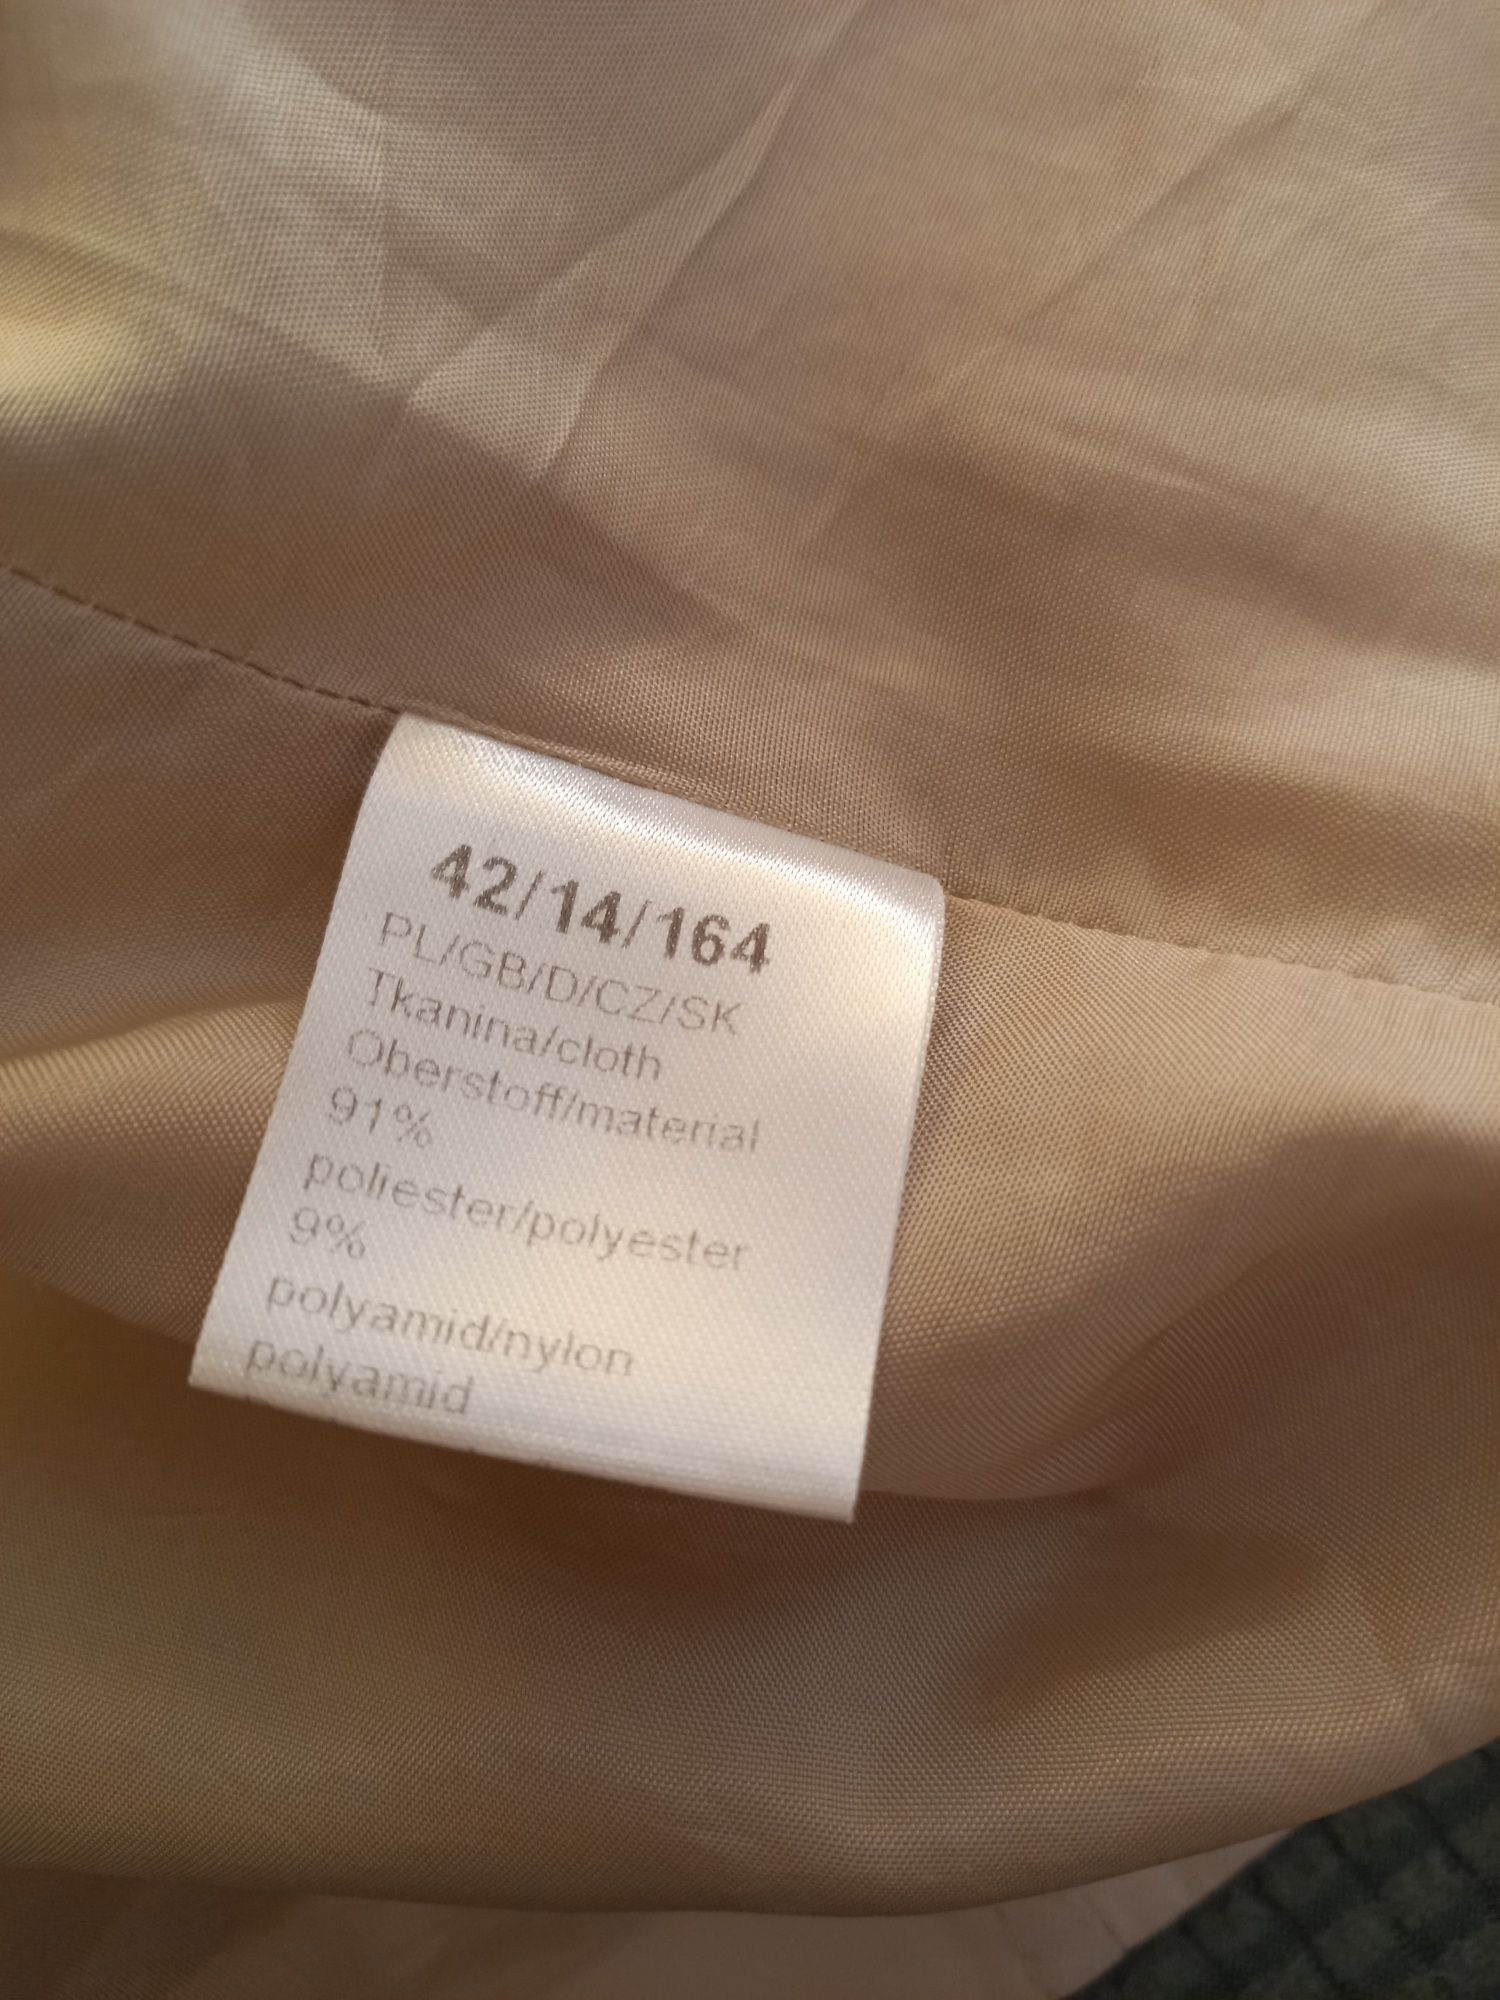 42/14/164
PL/GB/D/CZ/SK
Tkanina/cloth
Oberstoff/material
91%
poliester/polyester
9%
polyamid/nylon
polyamid